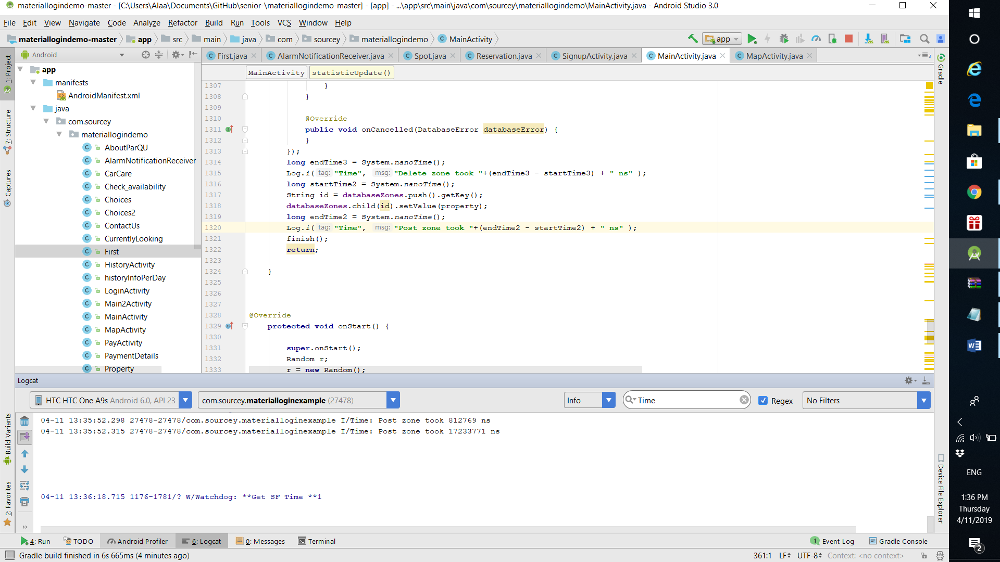 materiallogindemo-master - [C:\Users\Alaa\Documents\GitHub\senior-\materiallogindemo-master] - [app] - ...\app\src\main\java\com\sourcey\materiallogindemo\MainActivity.java - Android Studio 3.0
File Edit View Navigate Code Analyze Refactor Build Run Tools VCS Window Help
materiallogindemo-master app src main java com sourcey materiallogindemo MainActivity app
Android First.java AlarmNotificationReceiver.java Spot.java Reservation.java SignupActivity.java MainActivity.java MapActivity.java
1: Project
7: Structure
Captures
Build Variants
2: Favorites
app
manifests
AndroidManifest.xml
java
com.sourcey
materiallogindemo
AboutParQU
AlarmNotificationReceiver
CarCare
Check_availability
Choices
Choices2
ContactUs
CurrentlyLooking
First
HistoryActivity
historyInfoPerDay
LoginActivity
Main2Activity
MainActivity
MapActivity
PayActivity
PaymentDetails
Property
MainActivity statisticUpdate()
1307 }
1308 }
1309
1310 @Override
1311 public void onCancelled(DatabaseError databaseError) {
1312 }
1313 });
1314 long endTime3 = System.nanoTime();
1315 Log.i( tag: "Time", msg: "Delete zone took "+(endTime3 - startTime3) + " ns" );
1316 long startTime2 = System.nanoTime();
1317 String id = databaseZones.push().getKey();
1318 databaseZones.child(id).setValue(property);
1319 long endTime2 = System.nanoTime();
1320 Log.i( tag: "Time", msg: "Post zone took "+(endTime2 - startTime2) + " ns" );
1321 finish();
1322 return;
1323
1324 }
1325
1326
1327
1328 @Override
1329 protected void onStart() {
1330
1331 super.onStart();
1332 Random r;
1333 r = new Random();
Gradle
Device File Explorer
Logcat
HTC HTC One A9s Android 6.0, API 23 com.sourcey.materialloginexample (27478) Info Time Regex No Filters
04-11 13:35:52.298 27478-27478/com.sourcey.materialloginexample I/Time: Post zone took 812769 ns
04-11 13:35:52.315 27478-27478/com.sourcey.materialloginexample I/Time: Post zone took 17233771 ns
04-11 13:36:18.715 1176-1781/? W/Watchdog: **Get SF Time **1
4: Run TODO Android Profiler 6: Logcat 0: Messages Terminal 1 Event Log Gradle Console
Gradle build finished in 6s 665ms (4 minutes ago) 361:1 LF UTF-8 Context: <no context>
ENG
1:36 PM
Thursday
4/11/2019
2